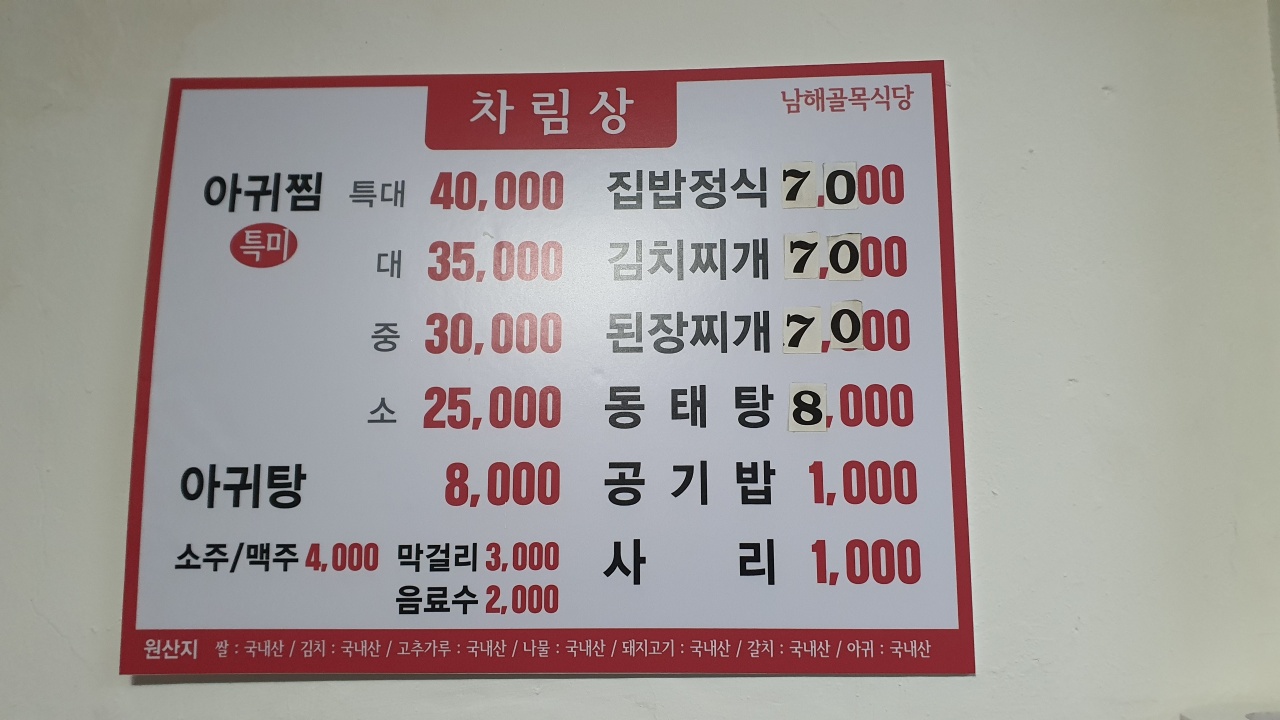 차림상
남해골목식당
아귀찜 특대 40,000
특미
대 35,000
중 30,000
소 25,000
아귀탕 8,000
소주/맥주 4,000 막걸리 3,000
음료수 2,000
집밥정식 7,000
김치찌개 7,000
된장찌개 7,000
동태탕 8,000
공기밥 1,000
사리 1,000
원산지 쌀 : 국내산 / 김치 : 국내산 / 고추가루 : 국내산 / 나물 : 국내산 / 돼지고기 : 국내산 / 갈치 : 국내산 / 아귀 : 국내산